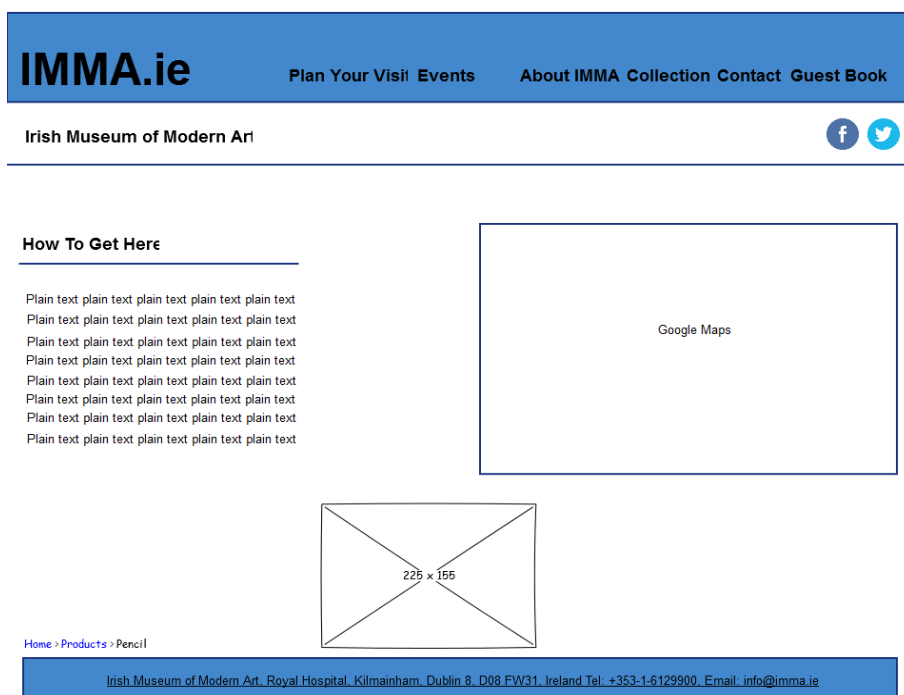 IMMA.ie
Plan Your Visit Events About IMMA Collection Contact Guest Book
Irish Museum of Modern Art
How To Get Here
Plain text plain text plain text plain text plain text
Plain text plain text plain text plain text plain text
Plain text plain text plain text plain text plain text
Plain text plain text plain text plain text plain text
Plain text plain text plain text plain text plain text
Plain text plain text plain text plain text plain text
Plain text plain text plain text plain text plain text
Plain text plain text plain text plain text plain text
Google Maps
225 x 155
Home > Products > Pencil
Irish Museum of Modern Art, Royal Hospital, Kilmainham, Dublin 8, D08 FW31, Ireland Tel: +353-1-6129900, Email: info@imma.ie